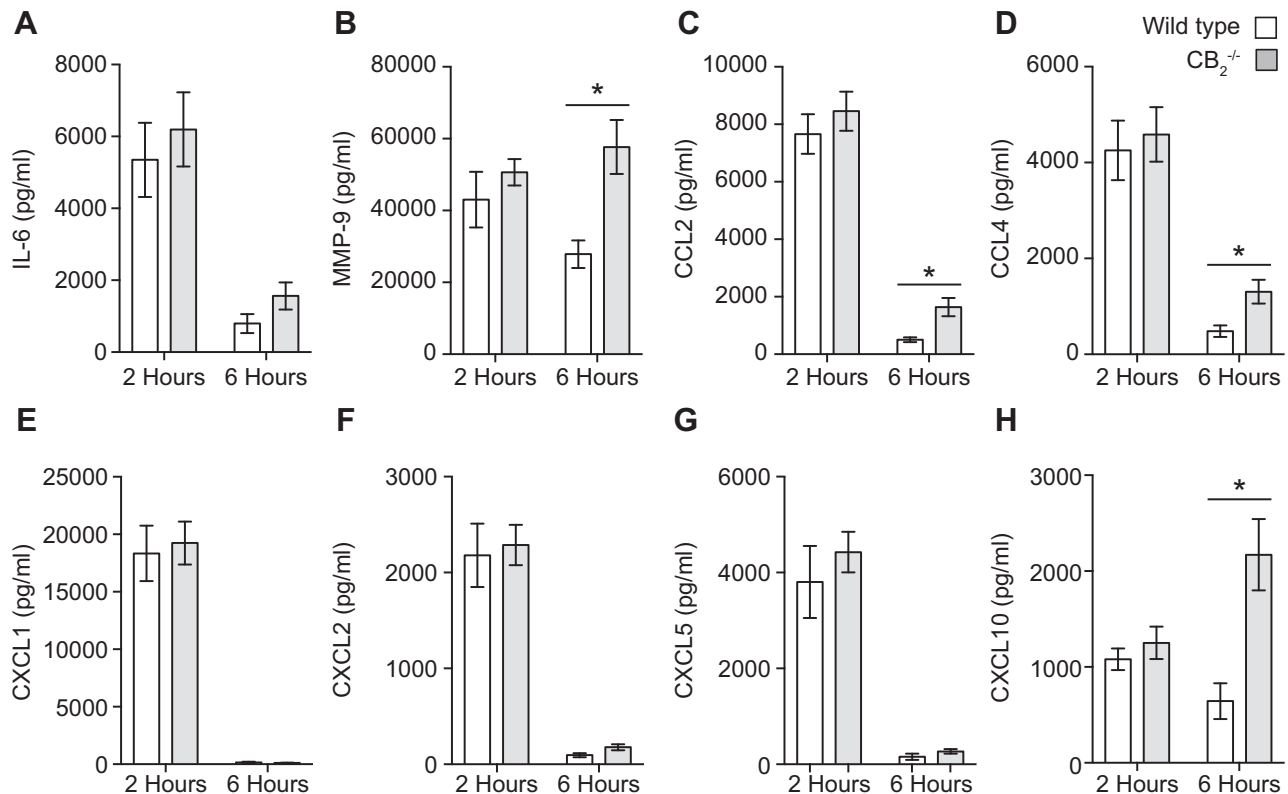 A
B
C
D
Wild type
CB₂⁻/⁻
IL-6 (pg/ml)
8000
6000
4000
2000
0
2 Hours
6 Hours
MMP-9 (pg/ml)
80000
60000
40000
20000
0
*
2 Hours
6 Hours
CCL2 (pg/ml)
10000
8000
6000
4000
2000
0
*
2 Hours
6 Hours
CCL4 (pg/ml)
6000
4000
2000
0
*
2 Hours
6 Hours
E
F
G
H
CXCL1 (pg/ml)
25000
20000
15000
10000
5000
0
2 Hours
6 Hours
CXCL2 (pg/ml)
3000
2000
1000
0
2 Hours
6 Hours
CXCL5 (pg/ml)
6000
4000
2000
0
2 Hours
6 Hours
CXCL10 (pg/ml)
3000
2000
1000
0
*
2 Hours
6 Hours